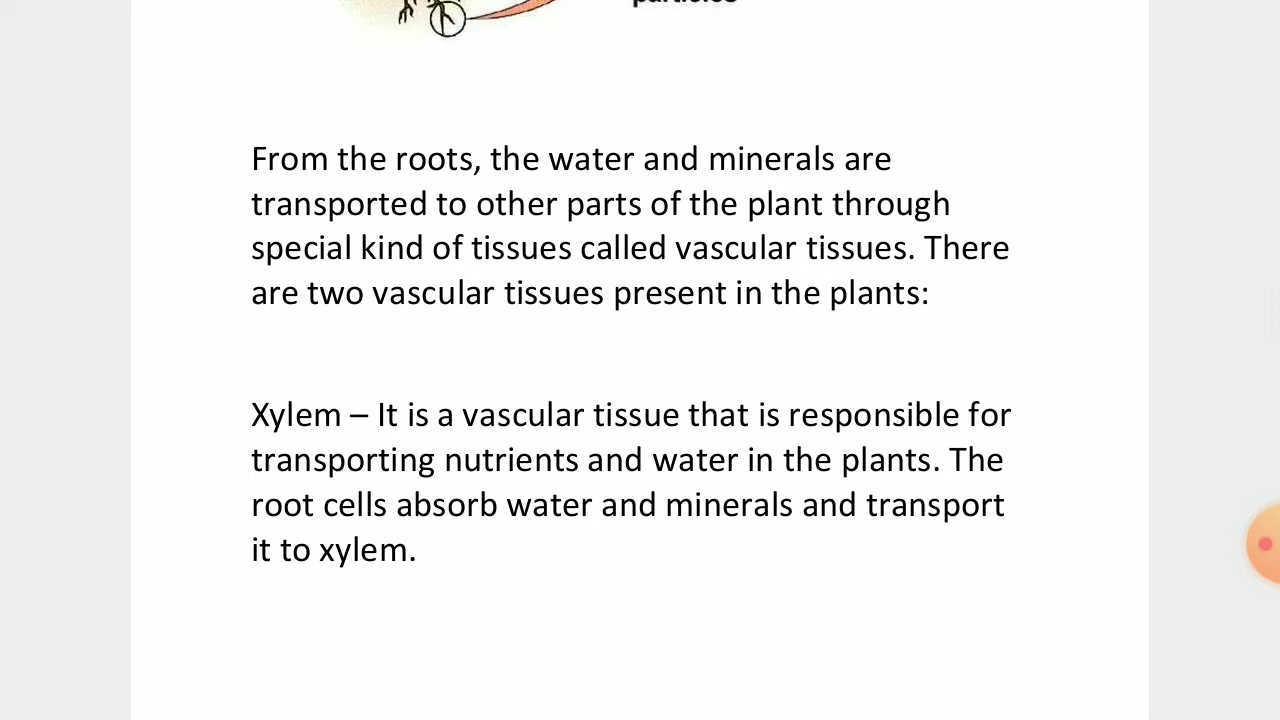 particles
From the roots, the water and minerals are
transported to other parts of the plant through
special kind of tissues called vascular tissues. There
are two vascular tissues present in the plants:
Xylem – It is a vascular tissue that is responsible for
transporting nutrients and water in the plants. The
root cells absorb water and minerals and transport
it to xylem.